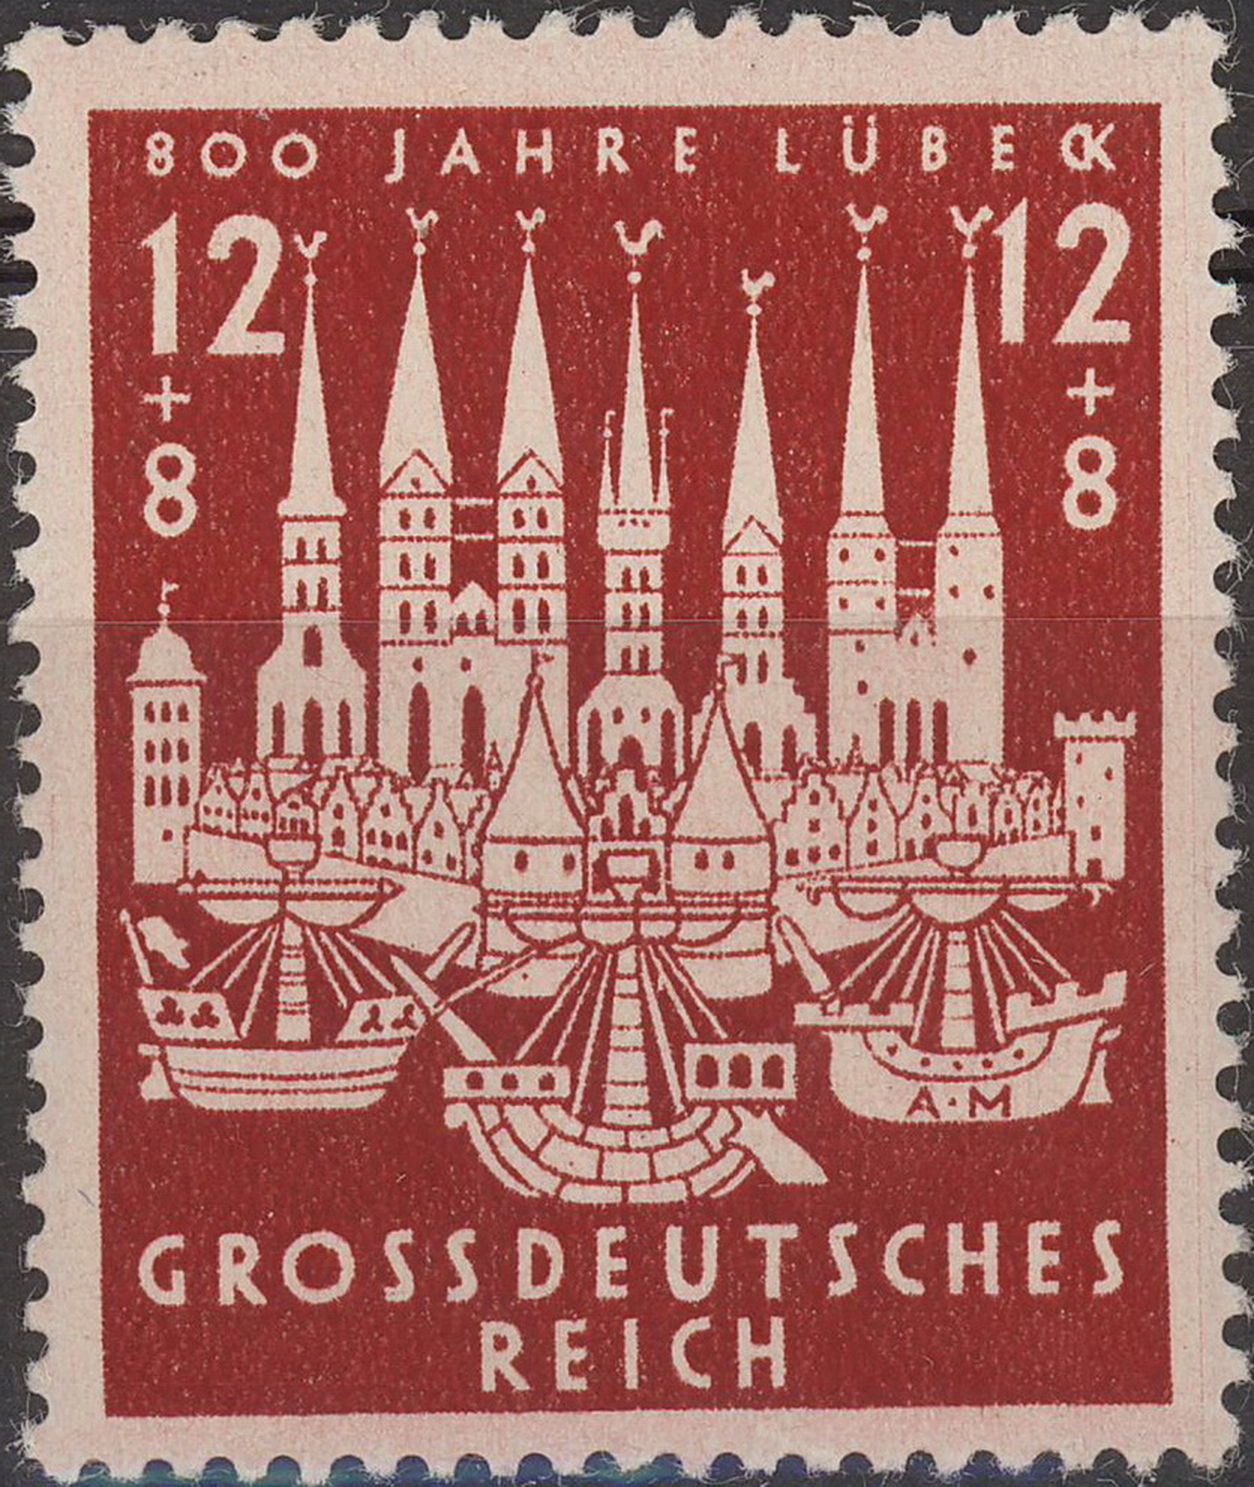 800 JAHRE LÜBECK
12 12
+ +
8 8
A·M
GROSSDEUTSCHES
REICH